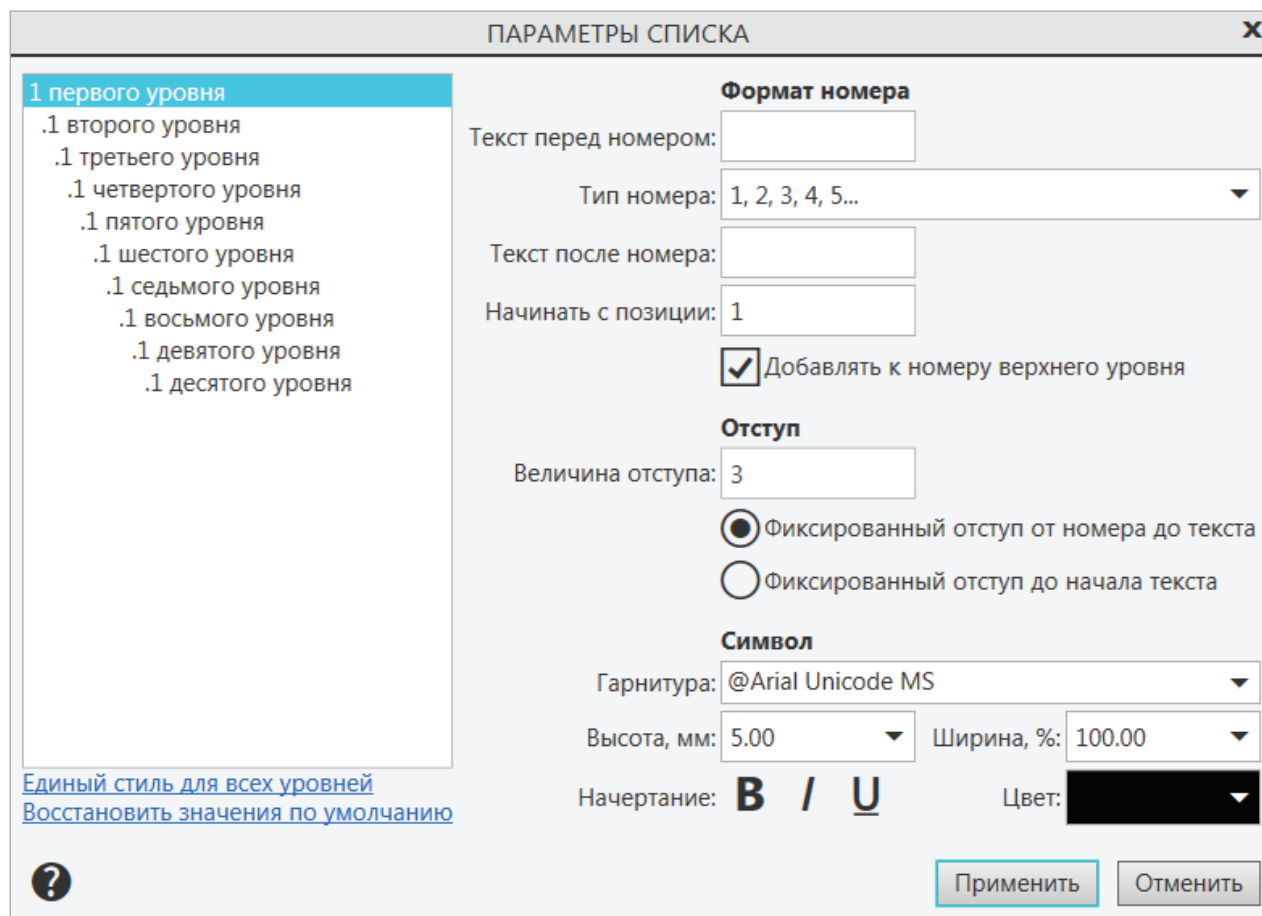 ПАРАМЕТРЫ СПИСКА
x
1 первого уровня
.1 второго уровня
.1 третьего уровня
.1 четвертого уровня
.1 пятого уровня
.1 шестого уровня
.1 седьмого уровня
.1 восьмого уровня
.1 девятого уровня
.1 десятого уровня
Единый стиль для всех уровней
Восстановить значения по умолчанию
Формат номера
Текст перед номером:
Тип номера: 1, 2, 3, 4, 5...
Текст после номера:
Начинать с позиции: 1
Добавлять к номеру верхнего уровня
Отступ
Величина отступа: 3
Фиксированный отступ от номера до текста
Фиксированный отступ до начала текста
Символ
Гарнитура: @Arial Unicode MS
Высота, мм: 5.00 Ширина, %: 100.00
Начертание: B I U Цвет:
?
Применить Отменить